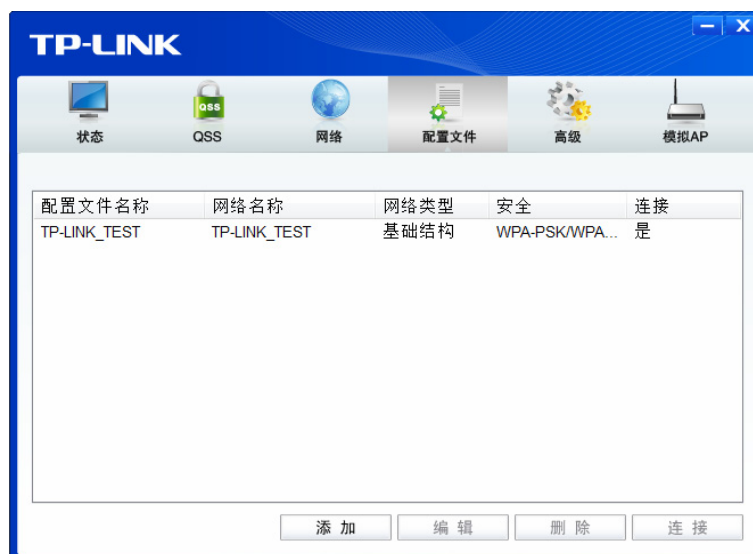 TP-LINK
QSS
状态 QSS 网络 配置文件 高级 模拟AP
配置文件名称 网络名称 网络类型 安全 连接
TP-LINK_TEST TP-LINK_TEST 基础结构 WPA-PSK/WPA... 是
添加 编辑 删除 连接